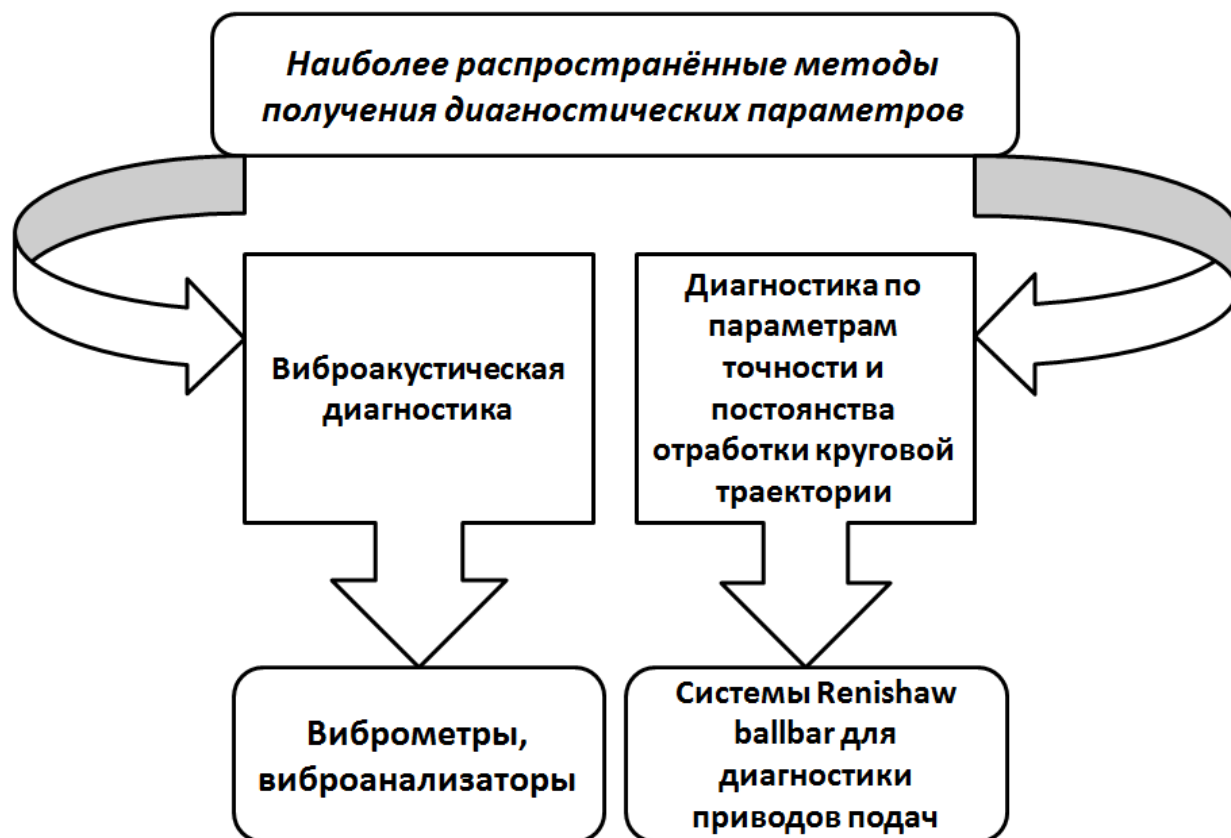 Наиболее распространённые методы
получения диагностических параметров
Виброакустическая
диагностика
Диагностика по
параметрам
точности и
постоянства
отработки круговой
траектории
Виброметры,
виброанализаторы
Системы Renishaw
ballbar для
диагностики
приводов подач